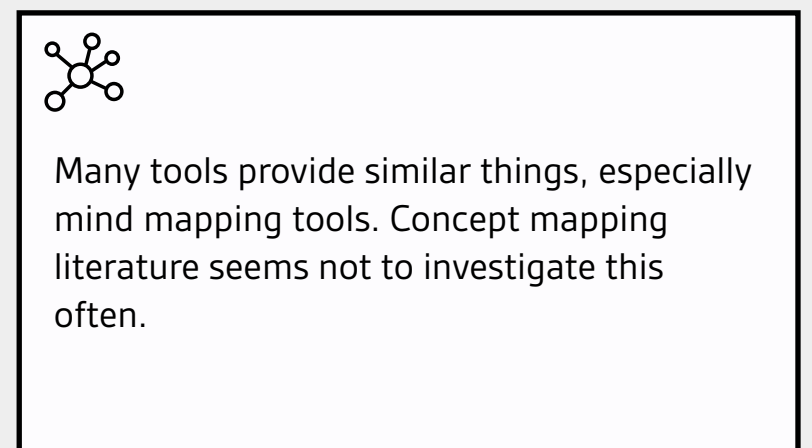 Many tools provide similar things, especially
mind mapping tools. Concept mapping
literature seems not to investigate this
often.